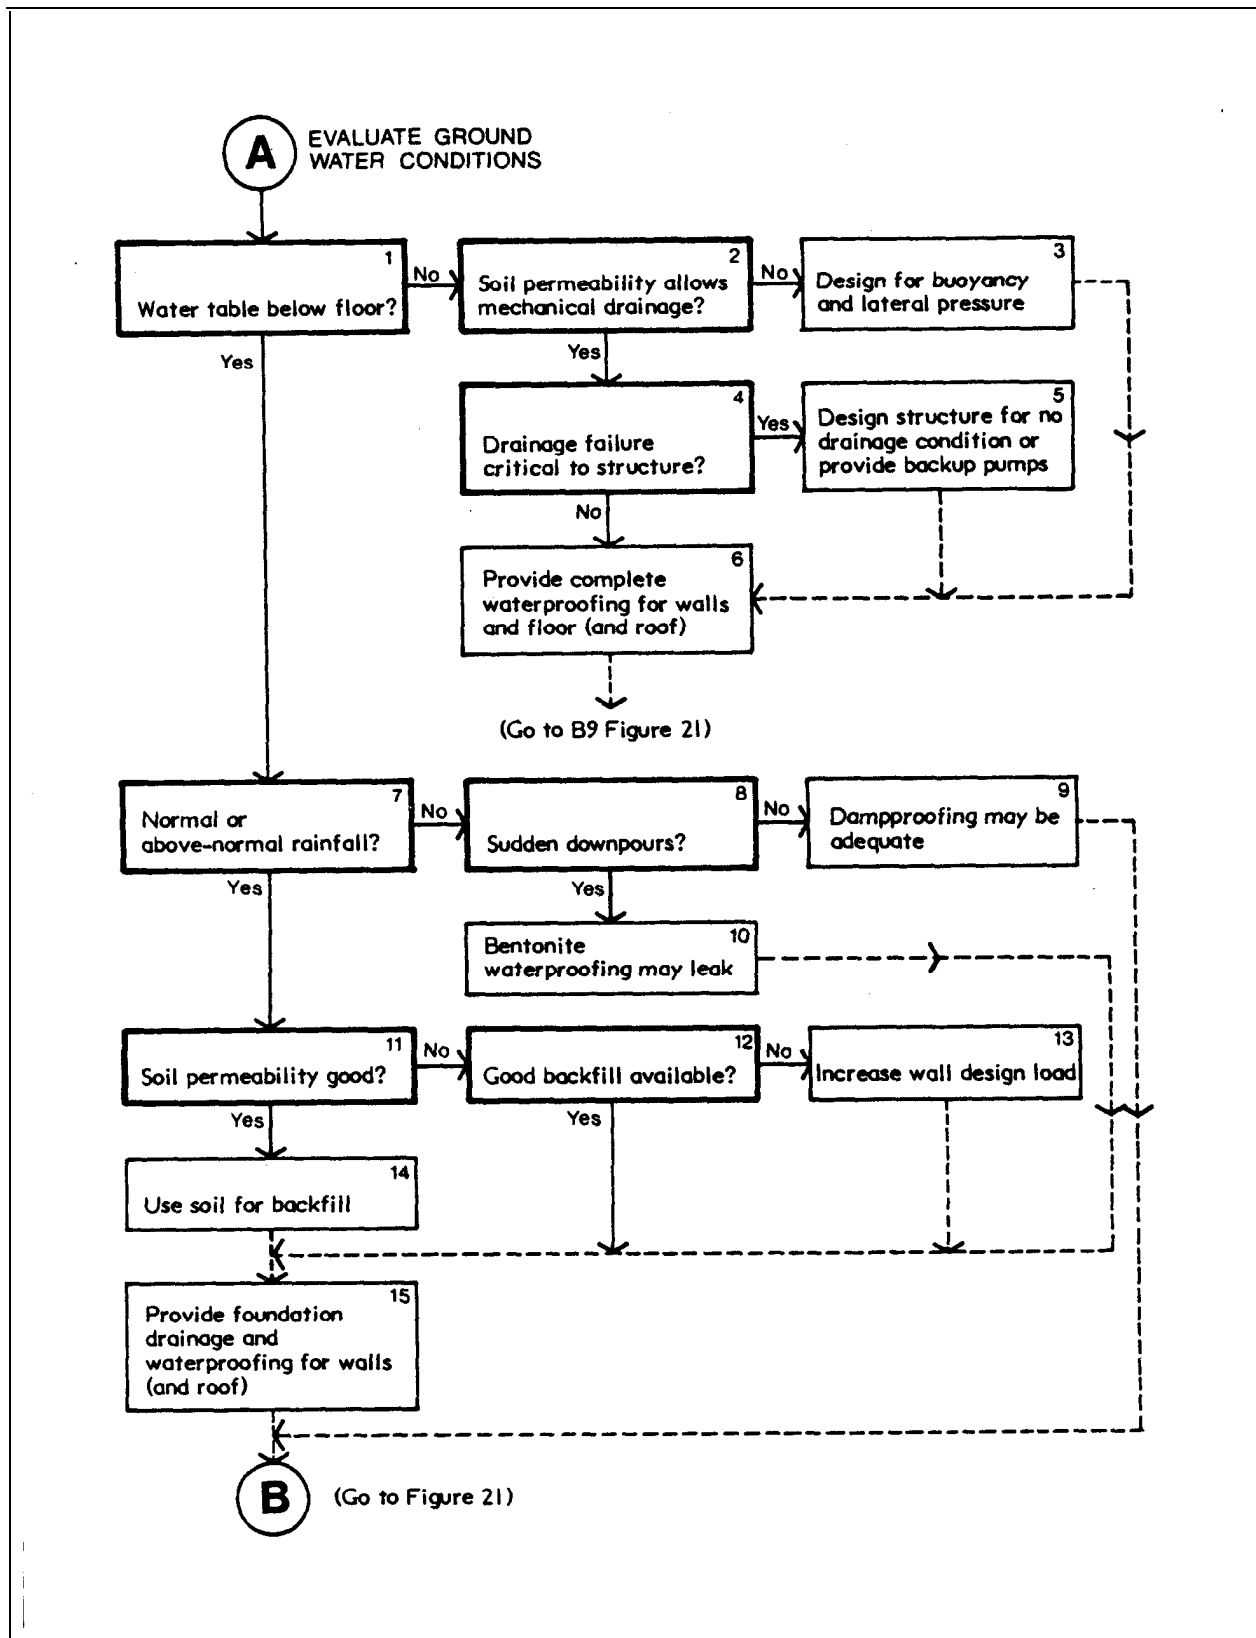 A
EVALUATE GROUND
WATER CONDITIONS
1
Water table below floor?
No
2
Soil permeability allows
mechanical drainage?
No
3
Design for buoyancy
and lateral pressure
Yes
Yes
4
Drainage failure
critical to structure?
Yes
5
Design structure for no
drainage condition or
provide backup pumps
No
6
Provide complete
waterproofing for walls
and floor (and roof)
(Go to B9 Figure 21)
7
Normal or
above-normal rainfall?
No
8
Sudden downpours?
No
9
Dampproofing may be
adequate
Yes
Yes
10
Bentonite
waterproofing may leak
11
Soil permeability good?
No
12
Good backfill available?
No
13
Increase wall design load
Yes
Yes
14
Use soil for backfill
15
Provide foundation
drainage and
waterproofing for walls
(and roof)
B
(Go to Figure 21)